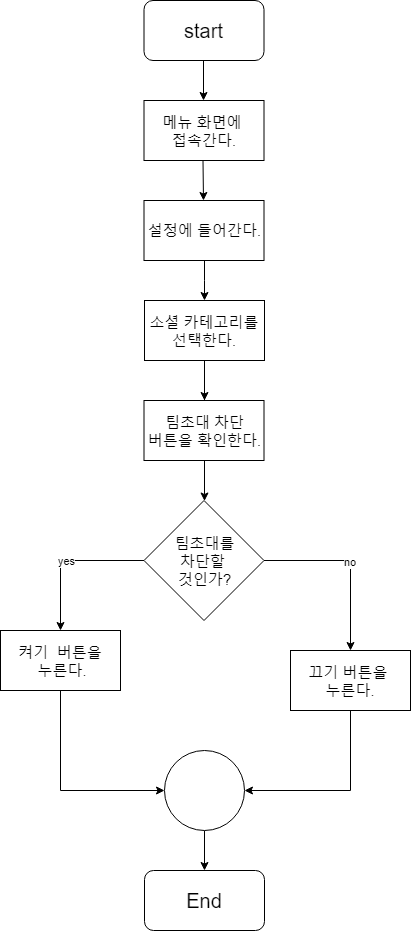 start
메뉴 화면에
접속간다.
설정에 들어간다.
소셜 카테고리를
선택한다.
팀초대 차단
버튼을 확인한다.
팀초대를
차단할
것인가?
yes
no
켜기 버튼을
누른다.
끄기 버튼을
누른다.
End